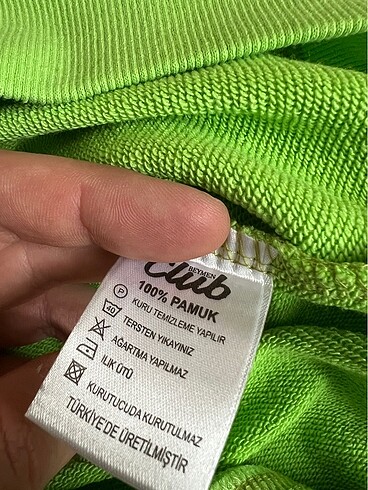 BEYMEN
Club
100% PAMUK
P KURU TEMİZLEME YAPILIR
40 TERSTEN YIKAYINIZ
AĞARTMA YAPILMAZ
ILIK ÜTÜ
KURUTUCUDA KURUTULMAZ
TÜRKİYE DE ÜRETİLMİŞTİR